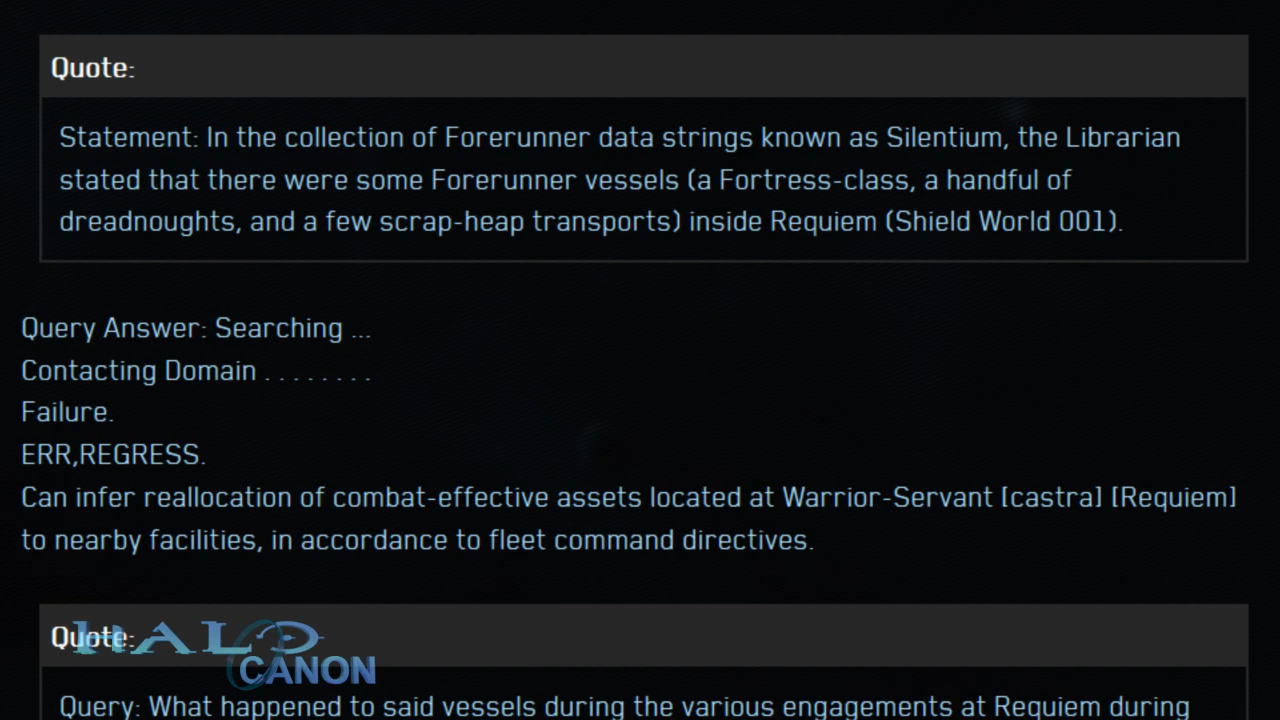 Quote:
Statement: In the collection of Forerunner data strings known as Silentium, the Librarian
stated that there were some Forerunner vessels (a Fortress-class, a handful of
dreadnoughts, and a few scrap-heap transports) inside Requiem (Shield World 001).
Query Answer: Searching ...
Contacting Domain . . . . . . . .
Failure.
ERR,REGRESS.
Can infer reallocation of combat-effective assets located at Warrior-Servant [castra] [Requiem]
to nearby facilities, in accordance to fleet command directives.
Quote:
HALO
CANON
Query: What happened to said vessels during the various engagements at Requiem during